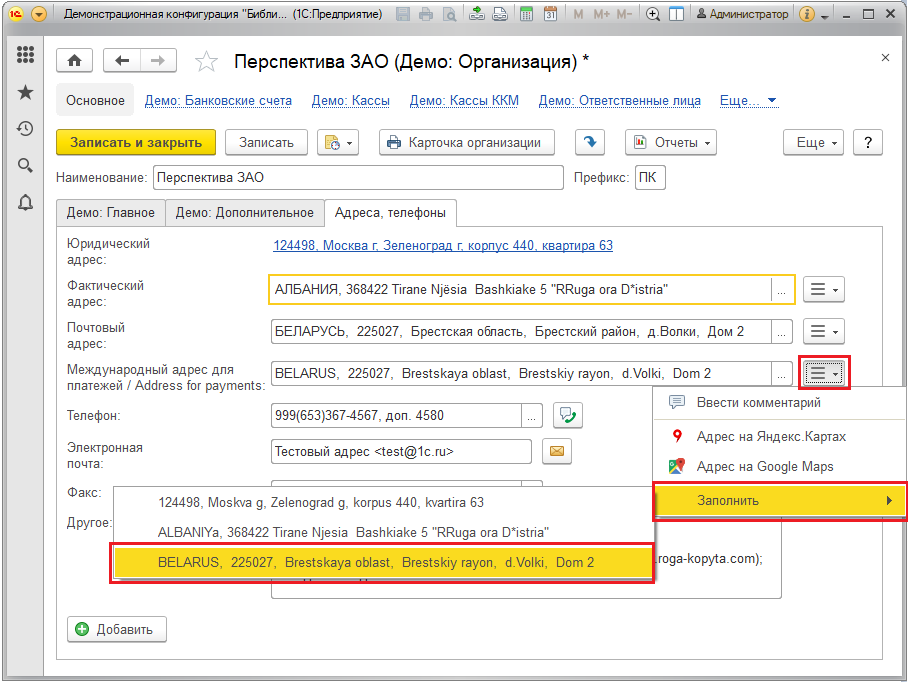 Демонстрационная конфигурация "Библи... (1С:Предприятие)
31
M M+ M-
Администратор
Перспектива ЗАО (Демо: Организация) *
Основное Демо: Банковские счета Демо: Кассы Демо: Кассы ККМ Демо: Ответственные лица Еще...
Записать и закрыть Записать Карточка организации Отчеты Еще ?
Наименование: Перспектива ЗАО Префикс: ПК
Демо: Главное Демо: Дополнительное Адреса, телефоны
Юридический
адрес:
124498, Москва г, Зеленоград г, корпус 440, квартира 63
Фактический
адрес:
АЛБАНИЯ, 368422 Tirane Njësia Bashkiake 5 "RRuga ora D*istria" ...
Почтовый
адрес:
БЕЛАРУСЬ, 225027, Брестская область, Брестский район, д.Волки, Дом 2 ...
Международный адрес для
платежей / Address for payments:
BELARUS, 225027, Brestskaya oblast, Brestskiy rayon, d.Volki, Dom 2 ...
Ввести комментарий
Адрес на Яндекс.Картах
Адрес на Google Maps
Заполнить
Телефон: 999(653)367-4567, доп. 4580 ...
Электронная
почта:
Тестовый адрес <test@1c.ru>
Факс:
124498, Moskva g, Zelenograd g, korpus 440, kvartira 63
Другое:
ALBANIYa, 368422 Tirane Njesia Bashkiake 5 "RRuga ora D*istria"
BELARUS, 225027, Brestskaya oblast, Brestskiy rayon, d.Volki, Dom 2
.roga-kopyta.com);
Добавить